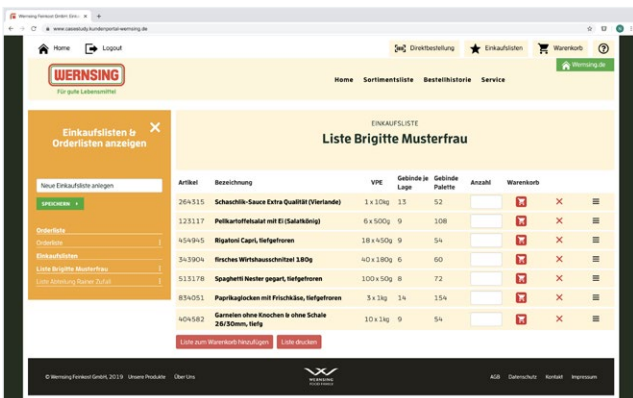 Wernsing Feinkost GmbH: Einka
www.casestudy.kundenportal-wernsing.de
Home Logout Direktbestellung Einkaufslisten Warenkorb
Wernsing.de
WERNSING
Für gute Lebensmittel
Home Sortimentsliste Bestellhistorie Service
Einkaufslisten &
Orderlisten anzeigen
Neue Einkaufsliste anlegen
SPEICHERN
Orderliste
Orderliste
Einkaufslisten
Liste Brigitte Musterfrau
Liste Abteilung Rainer Zufall
EINKAUFSLISTE
Liste Brigitte Musterfrau
Artikel Bezeichnung VPE Gebinde je Lage Gebinde Palette Anzahl Warenkorb
264315 Schaschlik-Sauce Extra Qualität (Vierlande) 1 x 10kg 13 52
123117 Pellkartoffelsalat mit Ei (Salatkönig) 6 x 500g 9 108
454945 Rigatoni Capri, tiefgefroren 18 x 450g 9 54
343904 firsches Wirtshausschnitzel 180g 40 x 180g 6 60
513178 Spaghetti Nester gegart, tiefgefroren 100 x 50g 8 72
834051 Paprikaglocken mit Frischkäse, tiefgefroren 3 x 1kg 14 154
404582 Garnelen ohne Knochen & ohne Schale 26/30mm, tiefg 10 x 1kg 9 54
Liste zum Warenkorb hinzufügen Liste drucken
© Wernsing Feinkost GmbH, 2019 Unsere Produkte Über Uns
WERNSING
FOOD FAMILY
AGB Datenschutz Kontakt Impressum